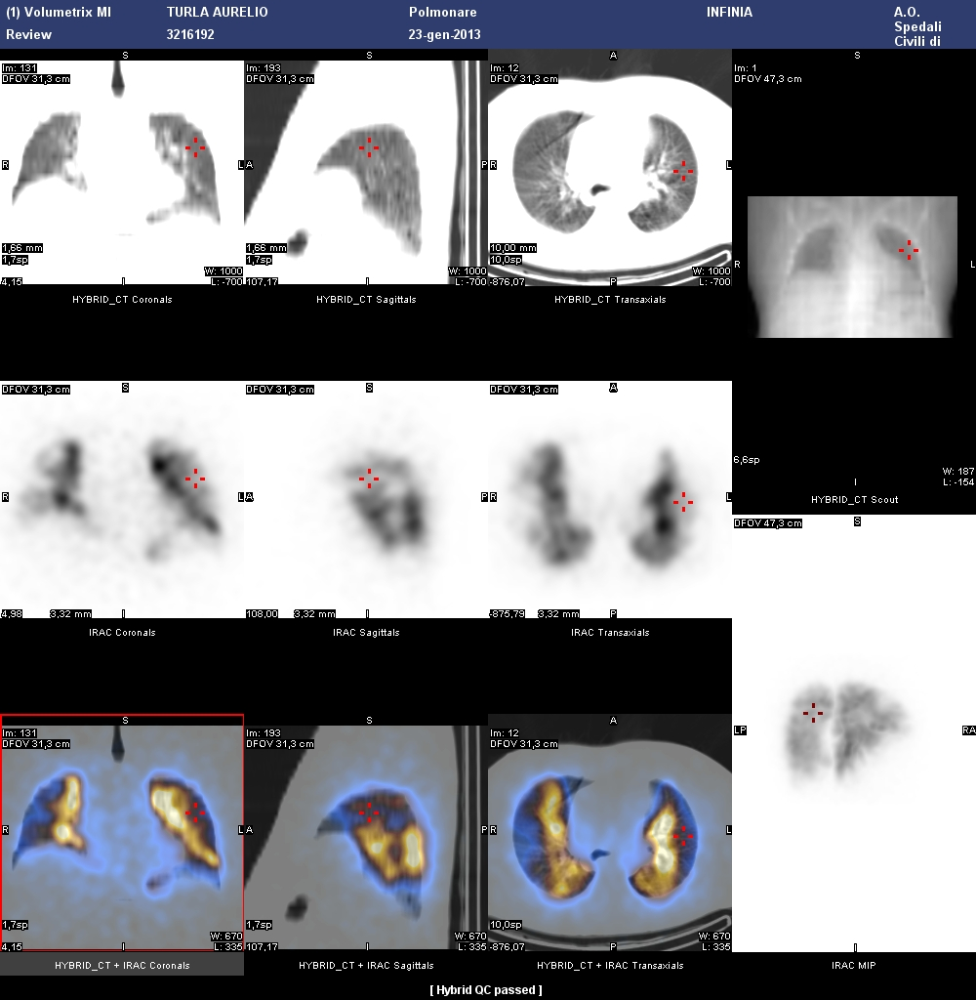 (1) Volumetrix MI TURLA AURELIO Polmonare INFINIA A.O.
Review 3216192 23-gen-2013 Spedali
Civili di
S S A S
Im: 131 Im: 193 Im: 12 Im: 1
DFOV 31,3 cm DFOV 31,3 cm DFOV 31,3 cm DFOV 47,3 cm
R L A P R L
1,66 mm 1,66 mm 10,00 mm
1,7sp W: 1000 1,7sp W: 1000 10,0sp W: 1000
4,15 I L: -700 107,17 I L: -700 -876,07 P L: -700
HYBRID_CT Coronals HYBRID_CT Sagittals HYBRID_CT Transaxials
R L
6,6sp
W: 187
I L: -154
HYBRID_CT Scout
DFOV 31,3 cm S DFOV 31,3 cm S DFOV 31,3 cm A
R L A P R L
4,98 3,32 mm I 108,00 3,32 mm I -875,79 3,32 mm P
IRAC Coronals IRAC Sagittals IRAC Transaxials
DFOV 47,3 cm S
LP RA
I
IRAC MIP
S S A
Im: 131 Im: 193 Im: 12
DFOV 31,3 cm DFOV 31,3 cm DFOV 31,3 cm
R L A P R L
1,7sp W: 670 1,7sp W: 670 10,0sp W: 670
4,15 I L: 335 107,17 I L: 335 -876,07 P L: 335
HYBRID_CT + IRAC Coronals HYBRID_CT + IRAC Sagittals HYBRID_CT + IRAC Transaxials
[ Hybrid QC passed ]